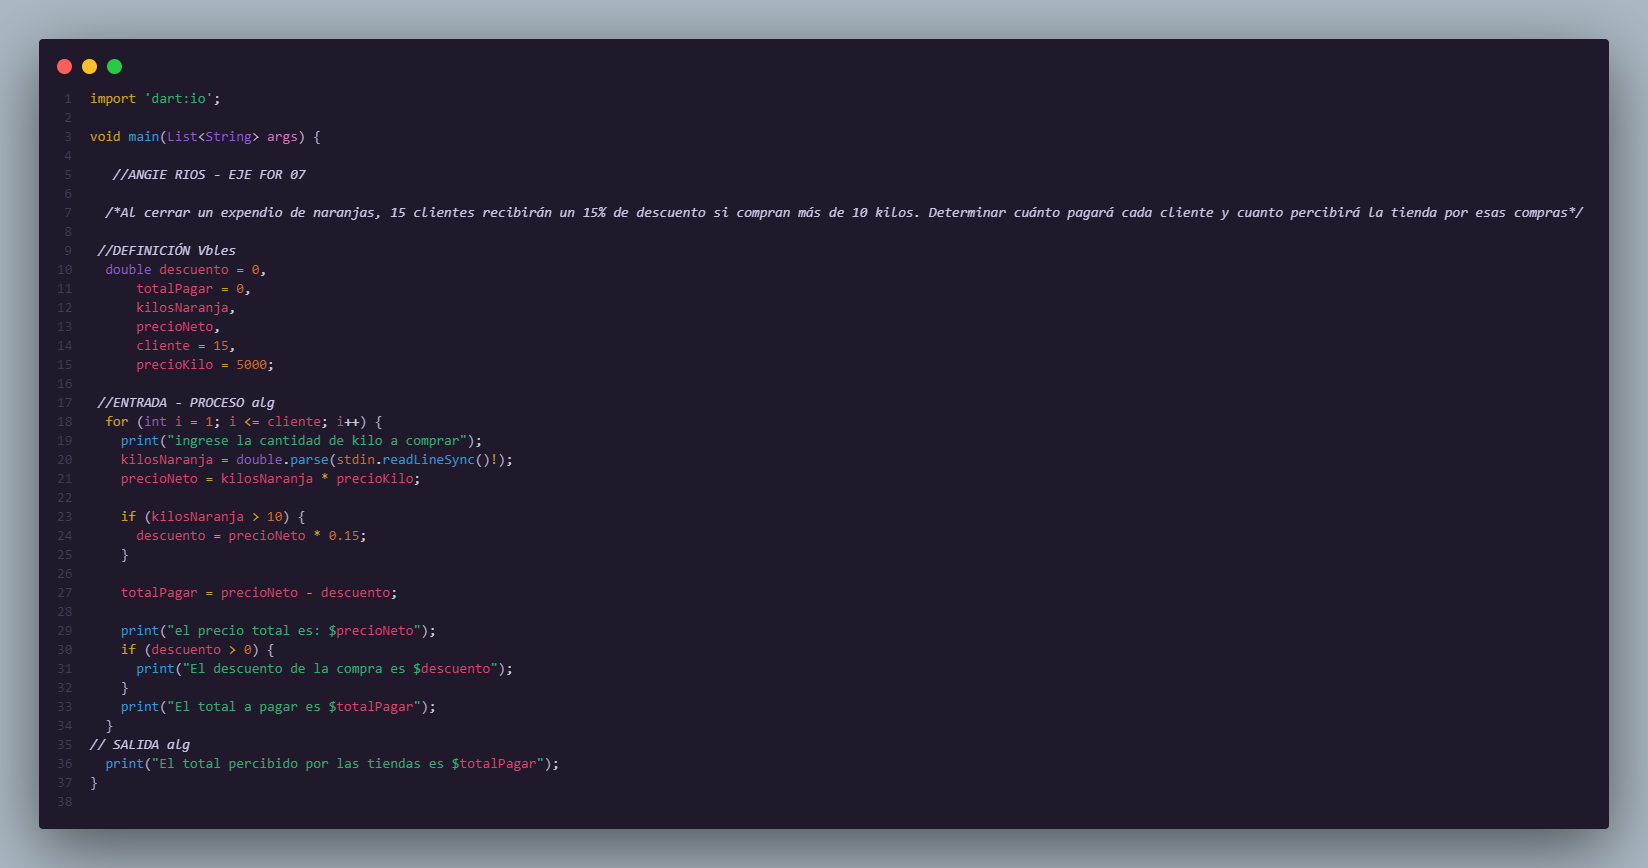 1 import 'dart:io';
2
3 void main(List<String> args) {
4
5 //ANGIE RIOS - EJE FOR 07
6
7 /*Al cerrar un expendio de naranjas, 15 clientes recibirán un 15% de descuento si compran más de 10 kilos. Determinar cuánto pagará cada cliente y cuanto percibirá la tienda por esas compras*/
8
9 //DEFINICIÓN Vbles
10 double descuento = 0,
11 totalPagar = 0,
12 kilosNaranja,
13 precioNeto,
14 cliente = 15,
15 precioKilo = 5000;
16
17 //ENTRADA - PROCESO alg
18 for (int i = 1; i <= cliente; i++) {
19 print("ingrese la cantidad de kilo a comprar");
20 kilosNaranja = double.parse(stdin.readLineSync()!);
21 precioNeto = kilosNaranja * precioKilo;
22
23 if (kilosNaranja > 10) {
24 descuento = precioNeto * 0.15;
25 }
26
27 totalPagar = precioNeto - descuento;
28
29 print("el precio total es: $precioNeto");
30 if (descuento > 0) {
31 print("El descuento de la compra es $descuento");
32 }
33 print("El total a pagar es $totalPagar");
34 }
35 // SALIDA alg
36 print("El total percibido por las tiendas es $totalPagar");
37 }
38